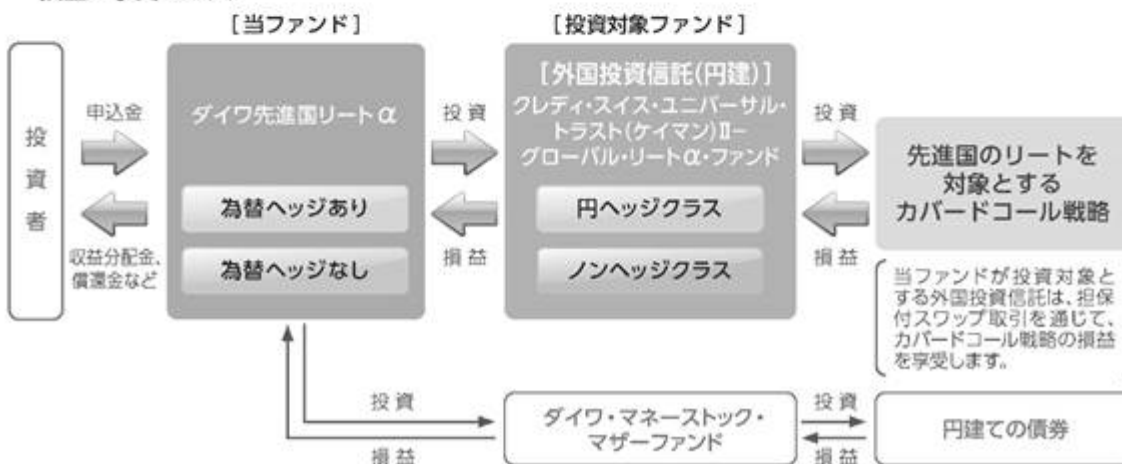 [当ファンド]
[投資対象ファンド]
投資者
申込金
収益分配金、
償還金など
ダイワ先進国リートα
為替ヘッジあり
為替ヘッジなし
投資
損益
[外国投資信託(円建)]
クレディ・スイス・ユニバーサル・
トラスト(ケイマン)Ⅱ−
グローバル・リートα・ファンド
円ヘッジクラス
ノンヘッジクラス
投資
損益
先進国のリートを
対象とする
カバードコール戦略
当ファンドが投資対象と
する外国投資信託は、担保
付スワップ取引を通じて、
カバードコール戦略の損益
を享受します。
投資
損益
ダイワ・マネーストック・
マザーファンド
投資
損益
円建ての債券